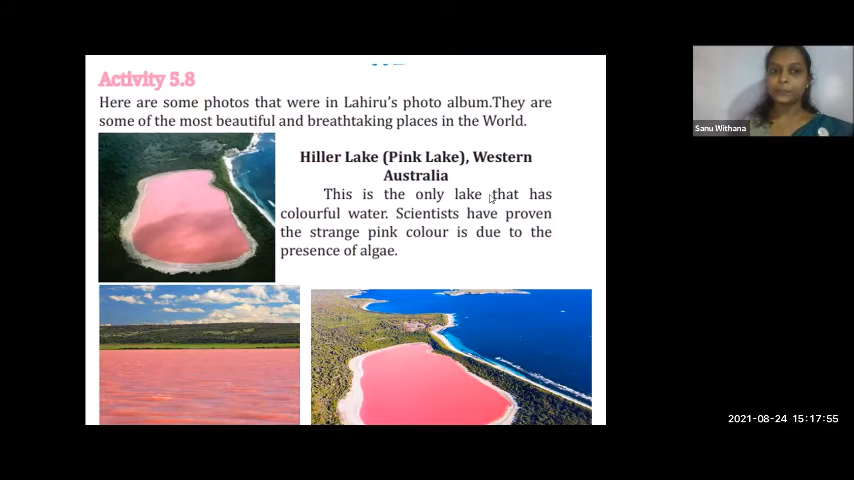 Activity 5.8
Here are some photos that were in Lahiru's photo album.They are
some of the most beautiful and breathtaking places in the World.
Hiller Lake (Pink Lake), Western
Australia
This is the only lake that has
colourful water. Scientists have proven
the strange pink colour is due to the
presence of algae.
Sanu Withana
2021-08-24 15:17:55